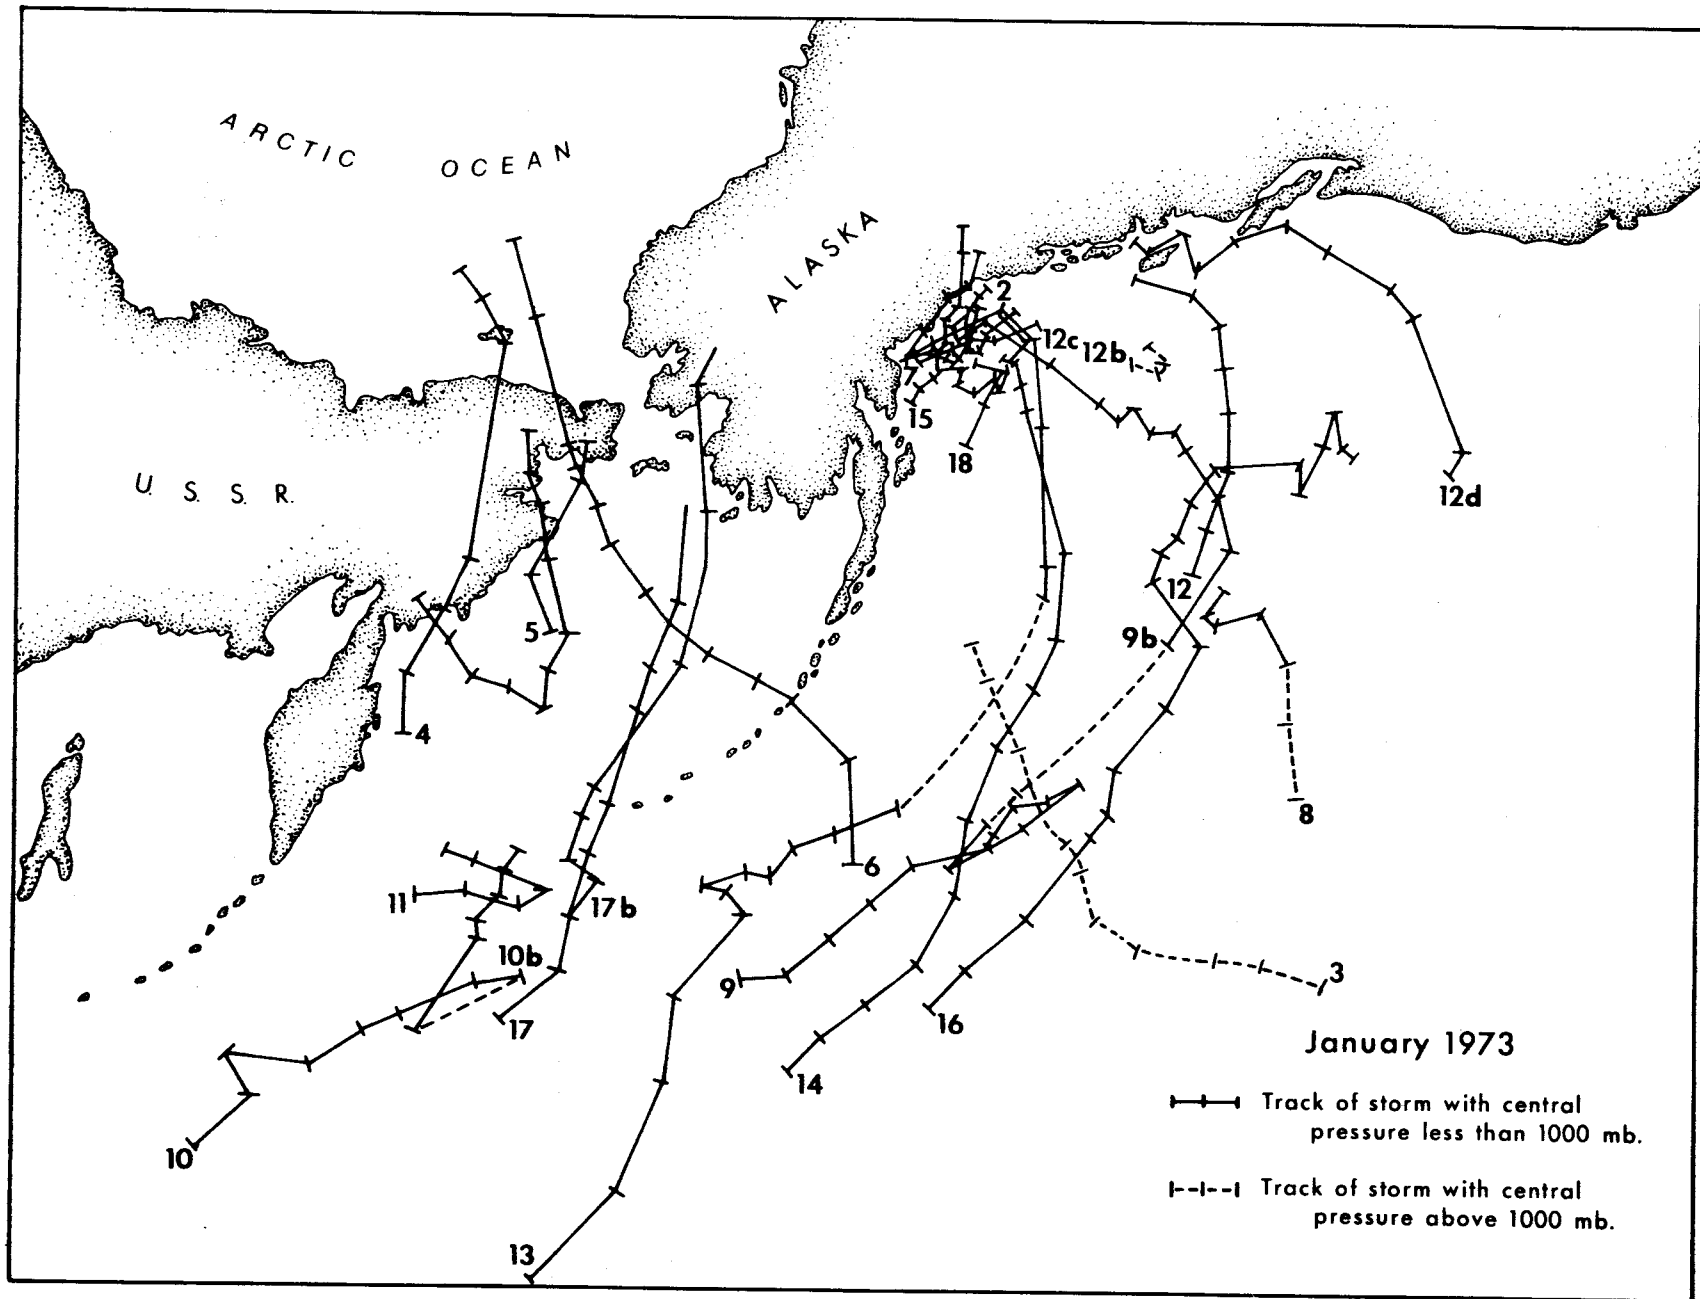 ARCTIC OCEAN
ALASKA
2
12c 12b
7
15
18
12d
U. S. S. R.
12
5
9b
4
8
6
11
17b
10b
3
9
17
16
January 1973
14
Track of storm with central
pressure less than 1000 mb.
10
Track of storm with central
pressure above 1000 mb.
13